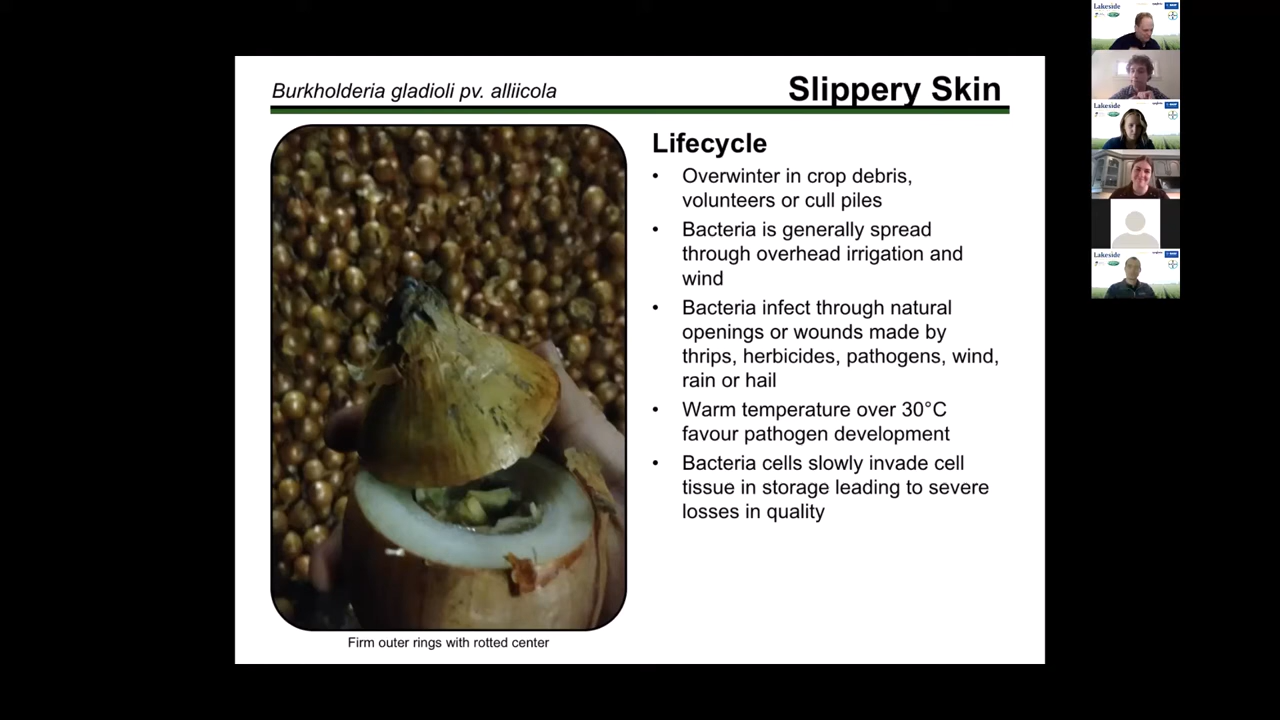 Burkholderia gladioli pv. alliicola
Slippery Skin
Lifecycle
• Overwinter in crop debris,
volunteers or cull piles
• Bacteria is generally spread
through overhead irrigation and
wind
• Bacteria infect through natural
openings or wounds made by
thrips, herbicides, pathogens, wind,
rain or hail
• Warm temperature over 30°C
favour pathogen development
• Bacteria cells slowly invade cell
tissue in storage leading to severe
losses in quality
Firm outer rings with rotted center
Lakeside
Lakeside
Lakeside